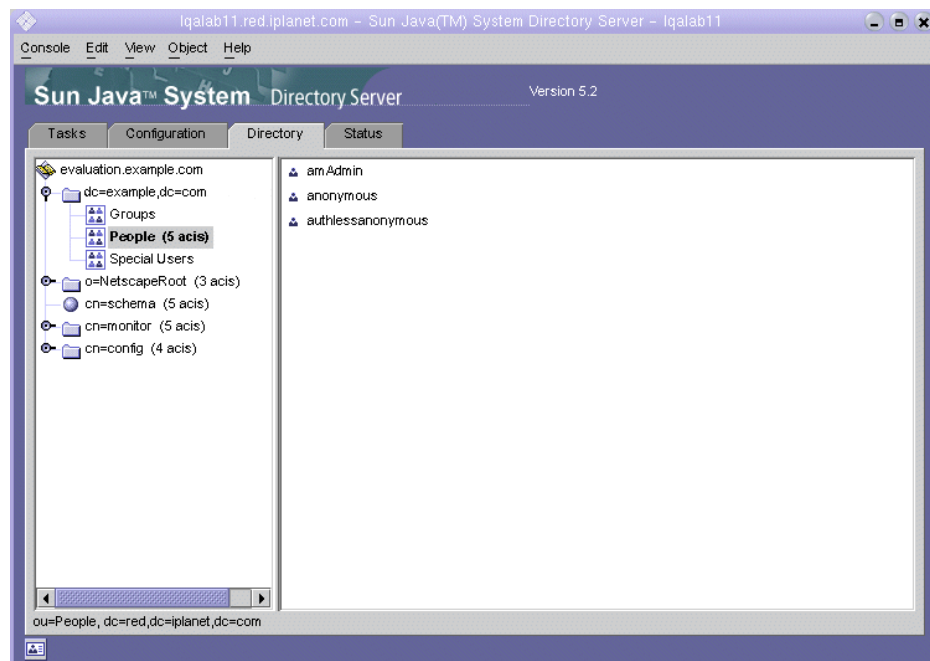 lqalab11.red.iplanet.com – Sun Java(TM) System Directory Server – lqalab11
Console Edit View Object Help
Sun Java™ System Directory Server
Version 5.2
Tasks Configuration Directory Status
evaluation.example.com
dc=example,dc=com
Groups
People (5 acis)
Special Users
o=NetscapeRoot (3 acis)
cn=schema (5 acis)
cn=monitor (5 acis)
cn=config (4 acis)
amAdmin
anonymous
authlessanonymous
ou=People, dc=red,dc=iplanet,dc=com